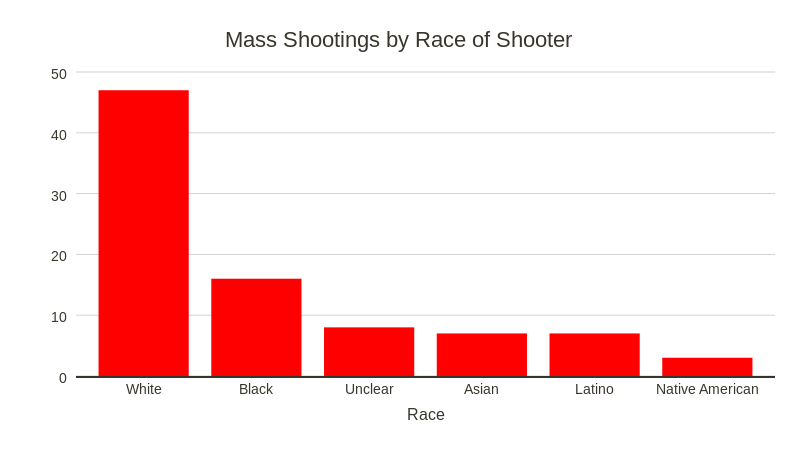 Mass Shootings by Race of Shooter
50
40
30
20
10
0
White Black Unclear Asian Latino Native American
Race